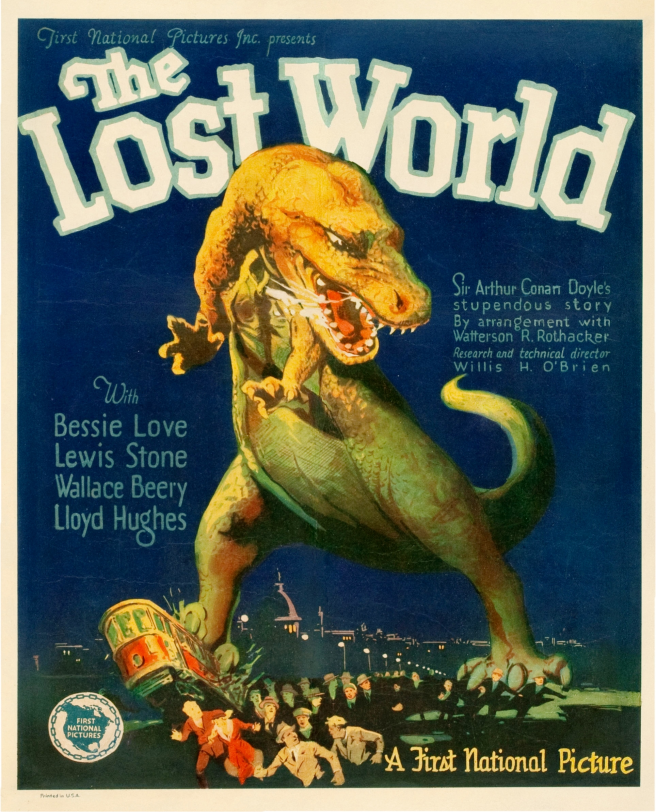 First National Pictures Inc. presents
The
Lost World
Sir Arthur Conan Doyle's
stupendous story
By arrangement with
Watterson R. Rothacker
Research and technical director
Willis H. O'Brien
With
Bessie Love
Lewis Stone
Wallace Beery
Lloyd Hughes
FIRST
NATIONAL
PICTURES
A First National Picture
PRINTED IN U.S.A.